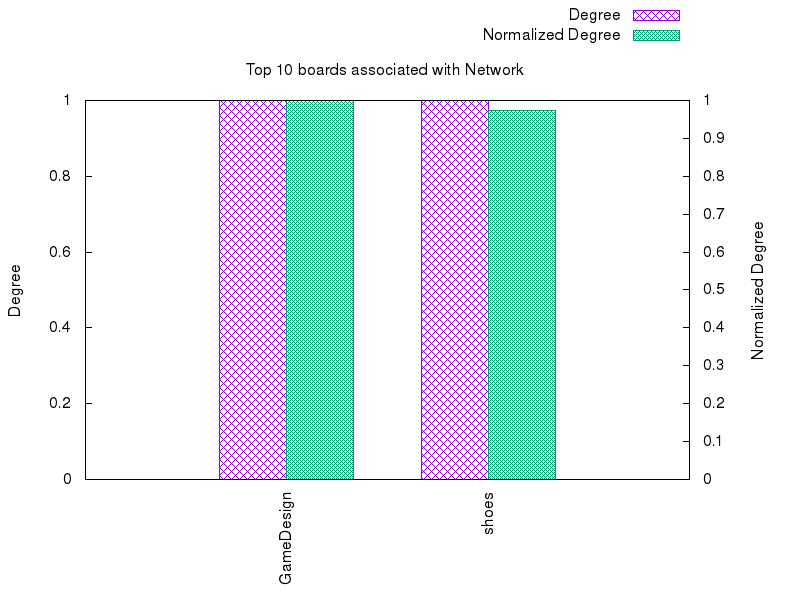 Degree
Normalized Degree
Top 10 boards associated with Network
1
0.8
0.6
0.4
0.2
0
1
0.9
0.8
0.7
0.6
0.5
0.4
0.3
0.2
0.1
0
Degree
Normalized Degree
GameDesign
shoes